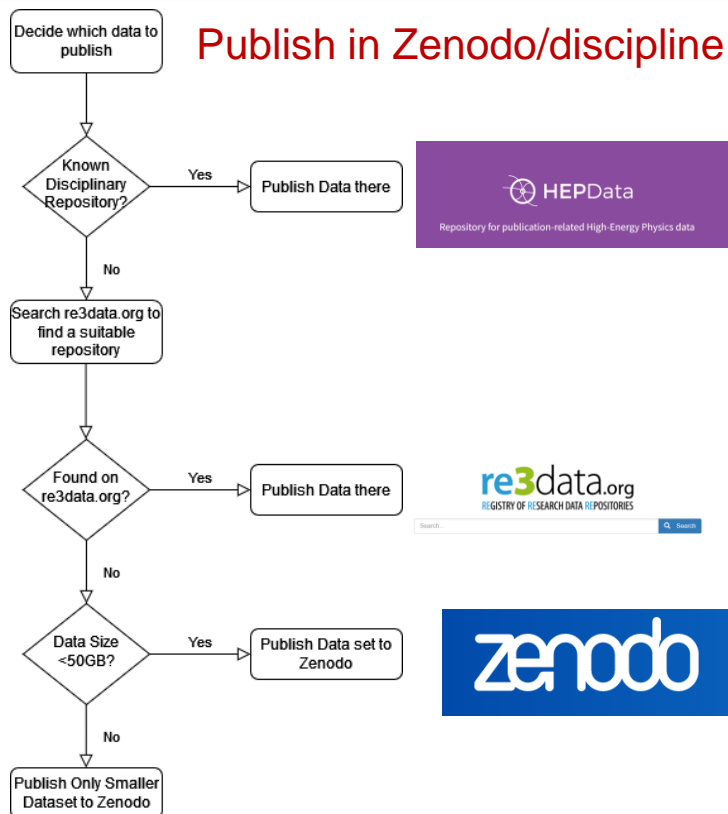 Decide which data to
publish
Publish in Zenodo/discipline
Known
Disciplinary
Repository?
Yes
Publish Data there
HEPData
Repository for publication-related High-Energy Physics data
No
Search re3data.org to
find a suitable
repository
Found on
re3data.org?
Yes
Publish Data there
re3data.org
REGISTRY OF RESEARCH DATA REPOSITORIES
Search...
Search
No
Data Size
<50GB?
Yes
Publish Data set to
Zenodo
zenodo
No
Publish Only Smaller
Dataset to Zenodo